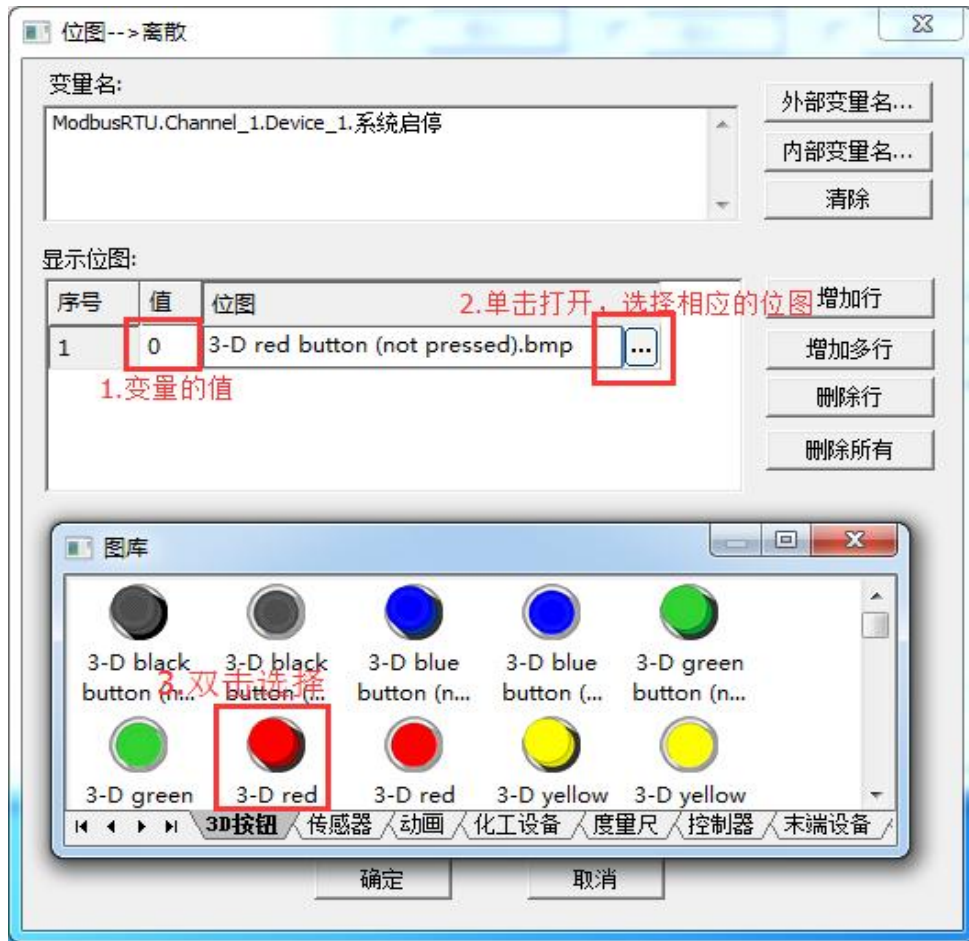 位图-->离散
变量名:
ModbusRTU.Channel_1.Device_1.系统启停
外部变量名...
内部变量名...
清除
显示位图:
序号 值 位图
2.单击打开，选择相应的位图
增加行
1 0 3-D red button (not pressed).bmp ...
增加多行
1.变量的值
删除行
删除所有
图库
3-D black button (n...
3-D black button (...
3-D blue button (n...
3-D blue button (...
3-D green button (n...
3.双击选择
3-D green
3-D red
3-D red
3-D yellow
3-D yellow
3D按钮 传感器 动画 化工设备 度量尺 控制器 末端设备
确定 取消